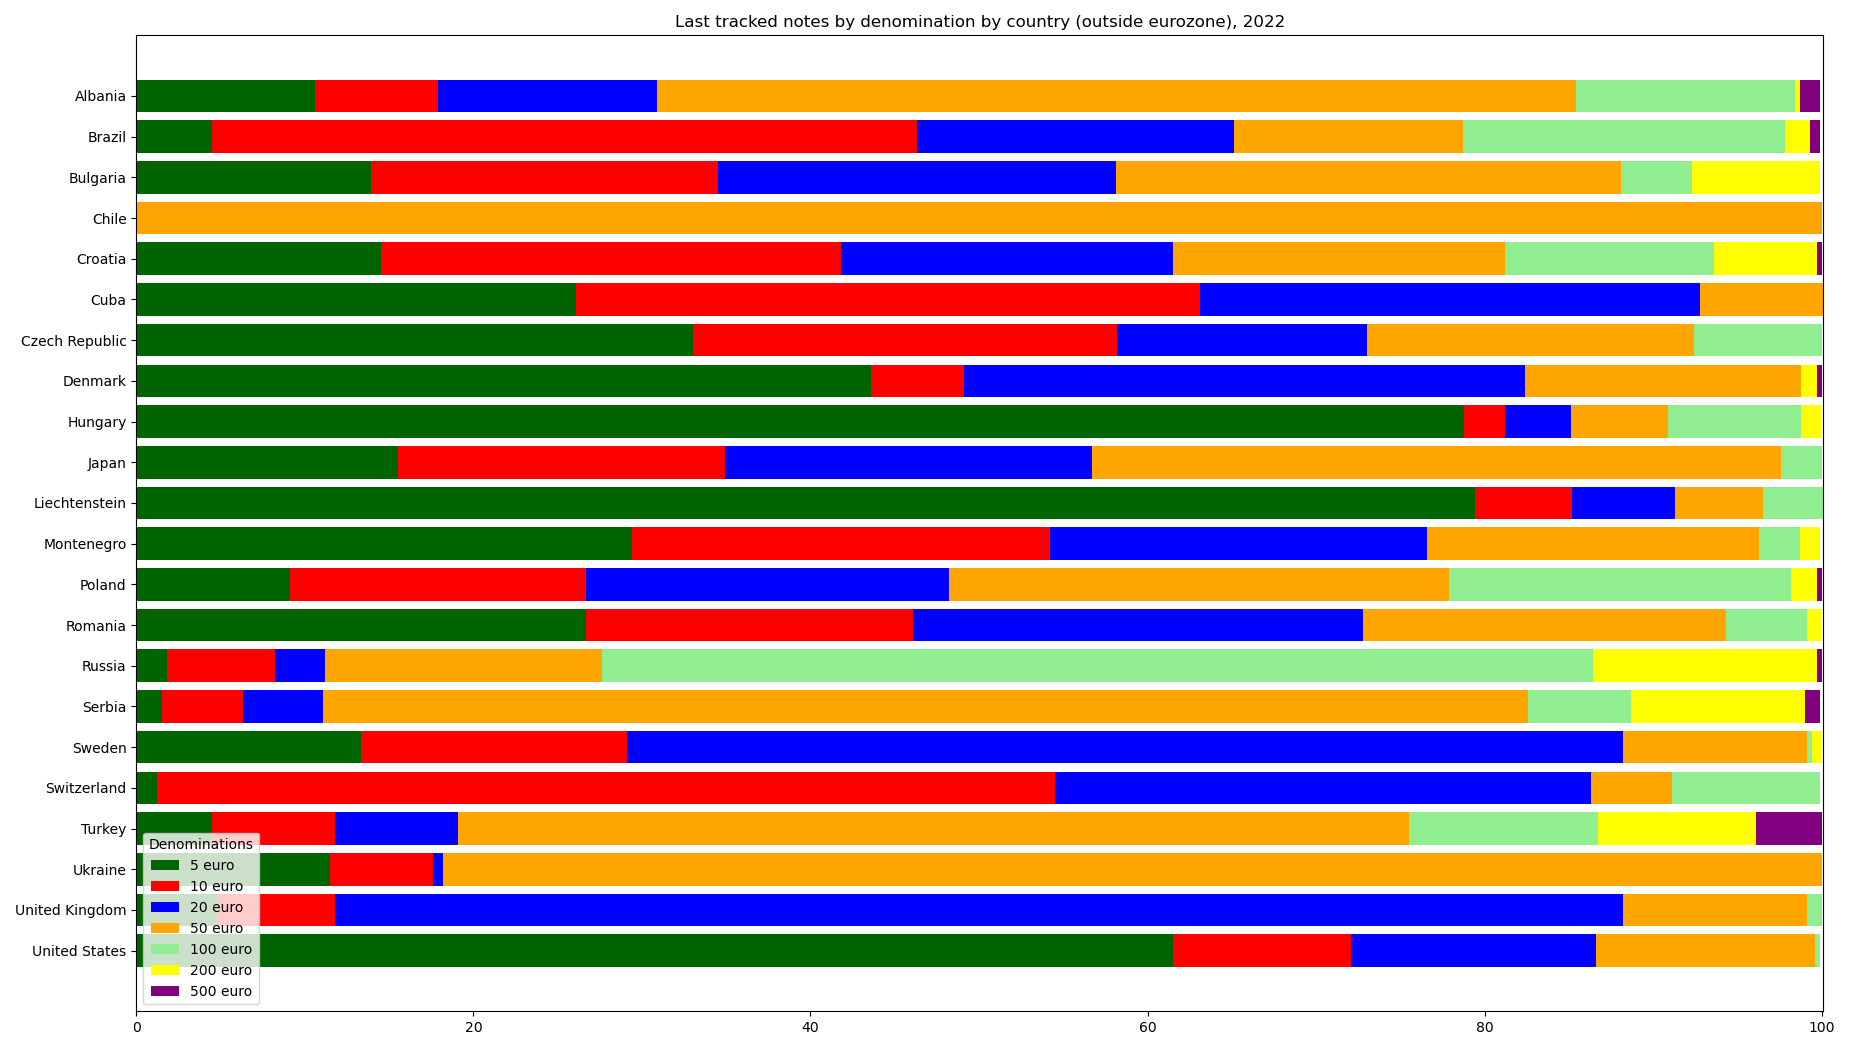 Last tracked notes by denomination by country (outside eurozone), 2022
Albania
Brazil
Bulgaria
Chile
Croatia
Cuba
Czech Republic
Denmark
Hungary
Japan
Liechtenstein
Montenegro
Poland
Romania
Russia
Serbia
Sweden
Switzerland
Turkey
Ukraine
United Kingdom
United States
Denominations
5 euro
10 euro
20 euro
50 euro
100 euro
200 euro
500 euro
0 20 40 60 80 100